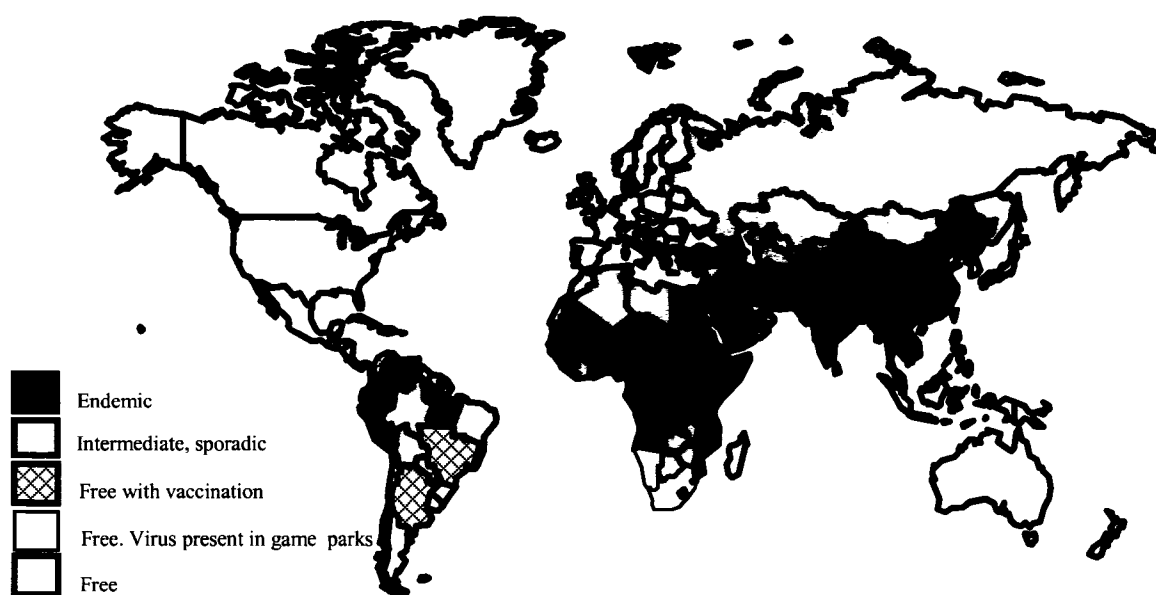 Endemic
Intermediate, sporadic
Free with vaccination
Free. Virus present in game parks
Free